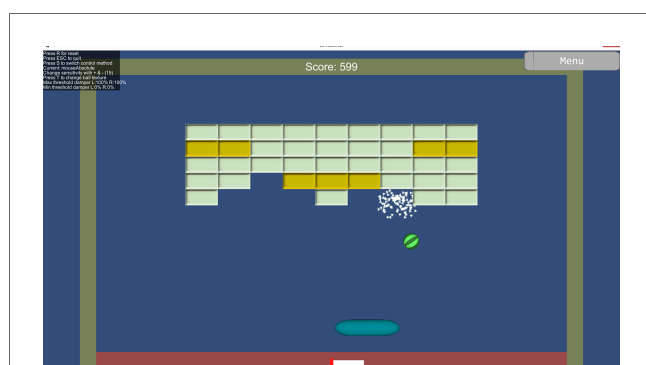 Press R for reset
Press ESC to quit
Press S to switch control method
Current: mouseAbsolute
Change sensitivity with + & - (15)
Press T to change ball texture
Max threshold damper L:100% R:100%
Min threshold damper L:0% R:0%
Score: 599
Menu